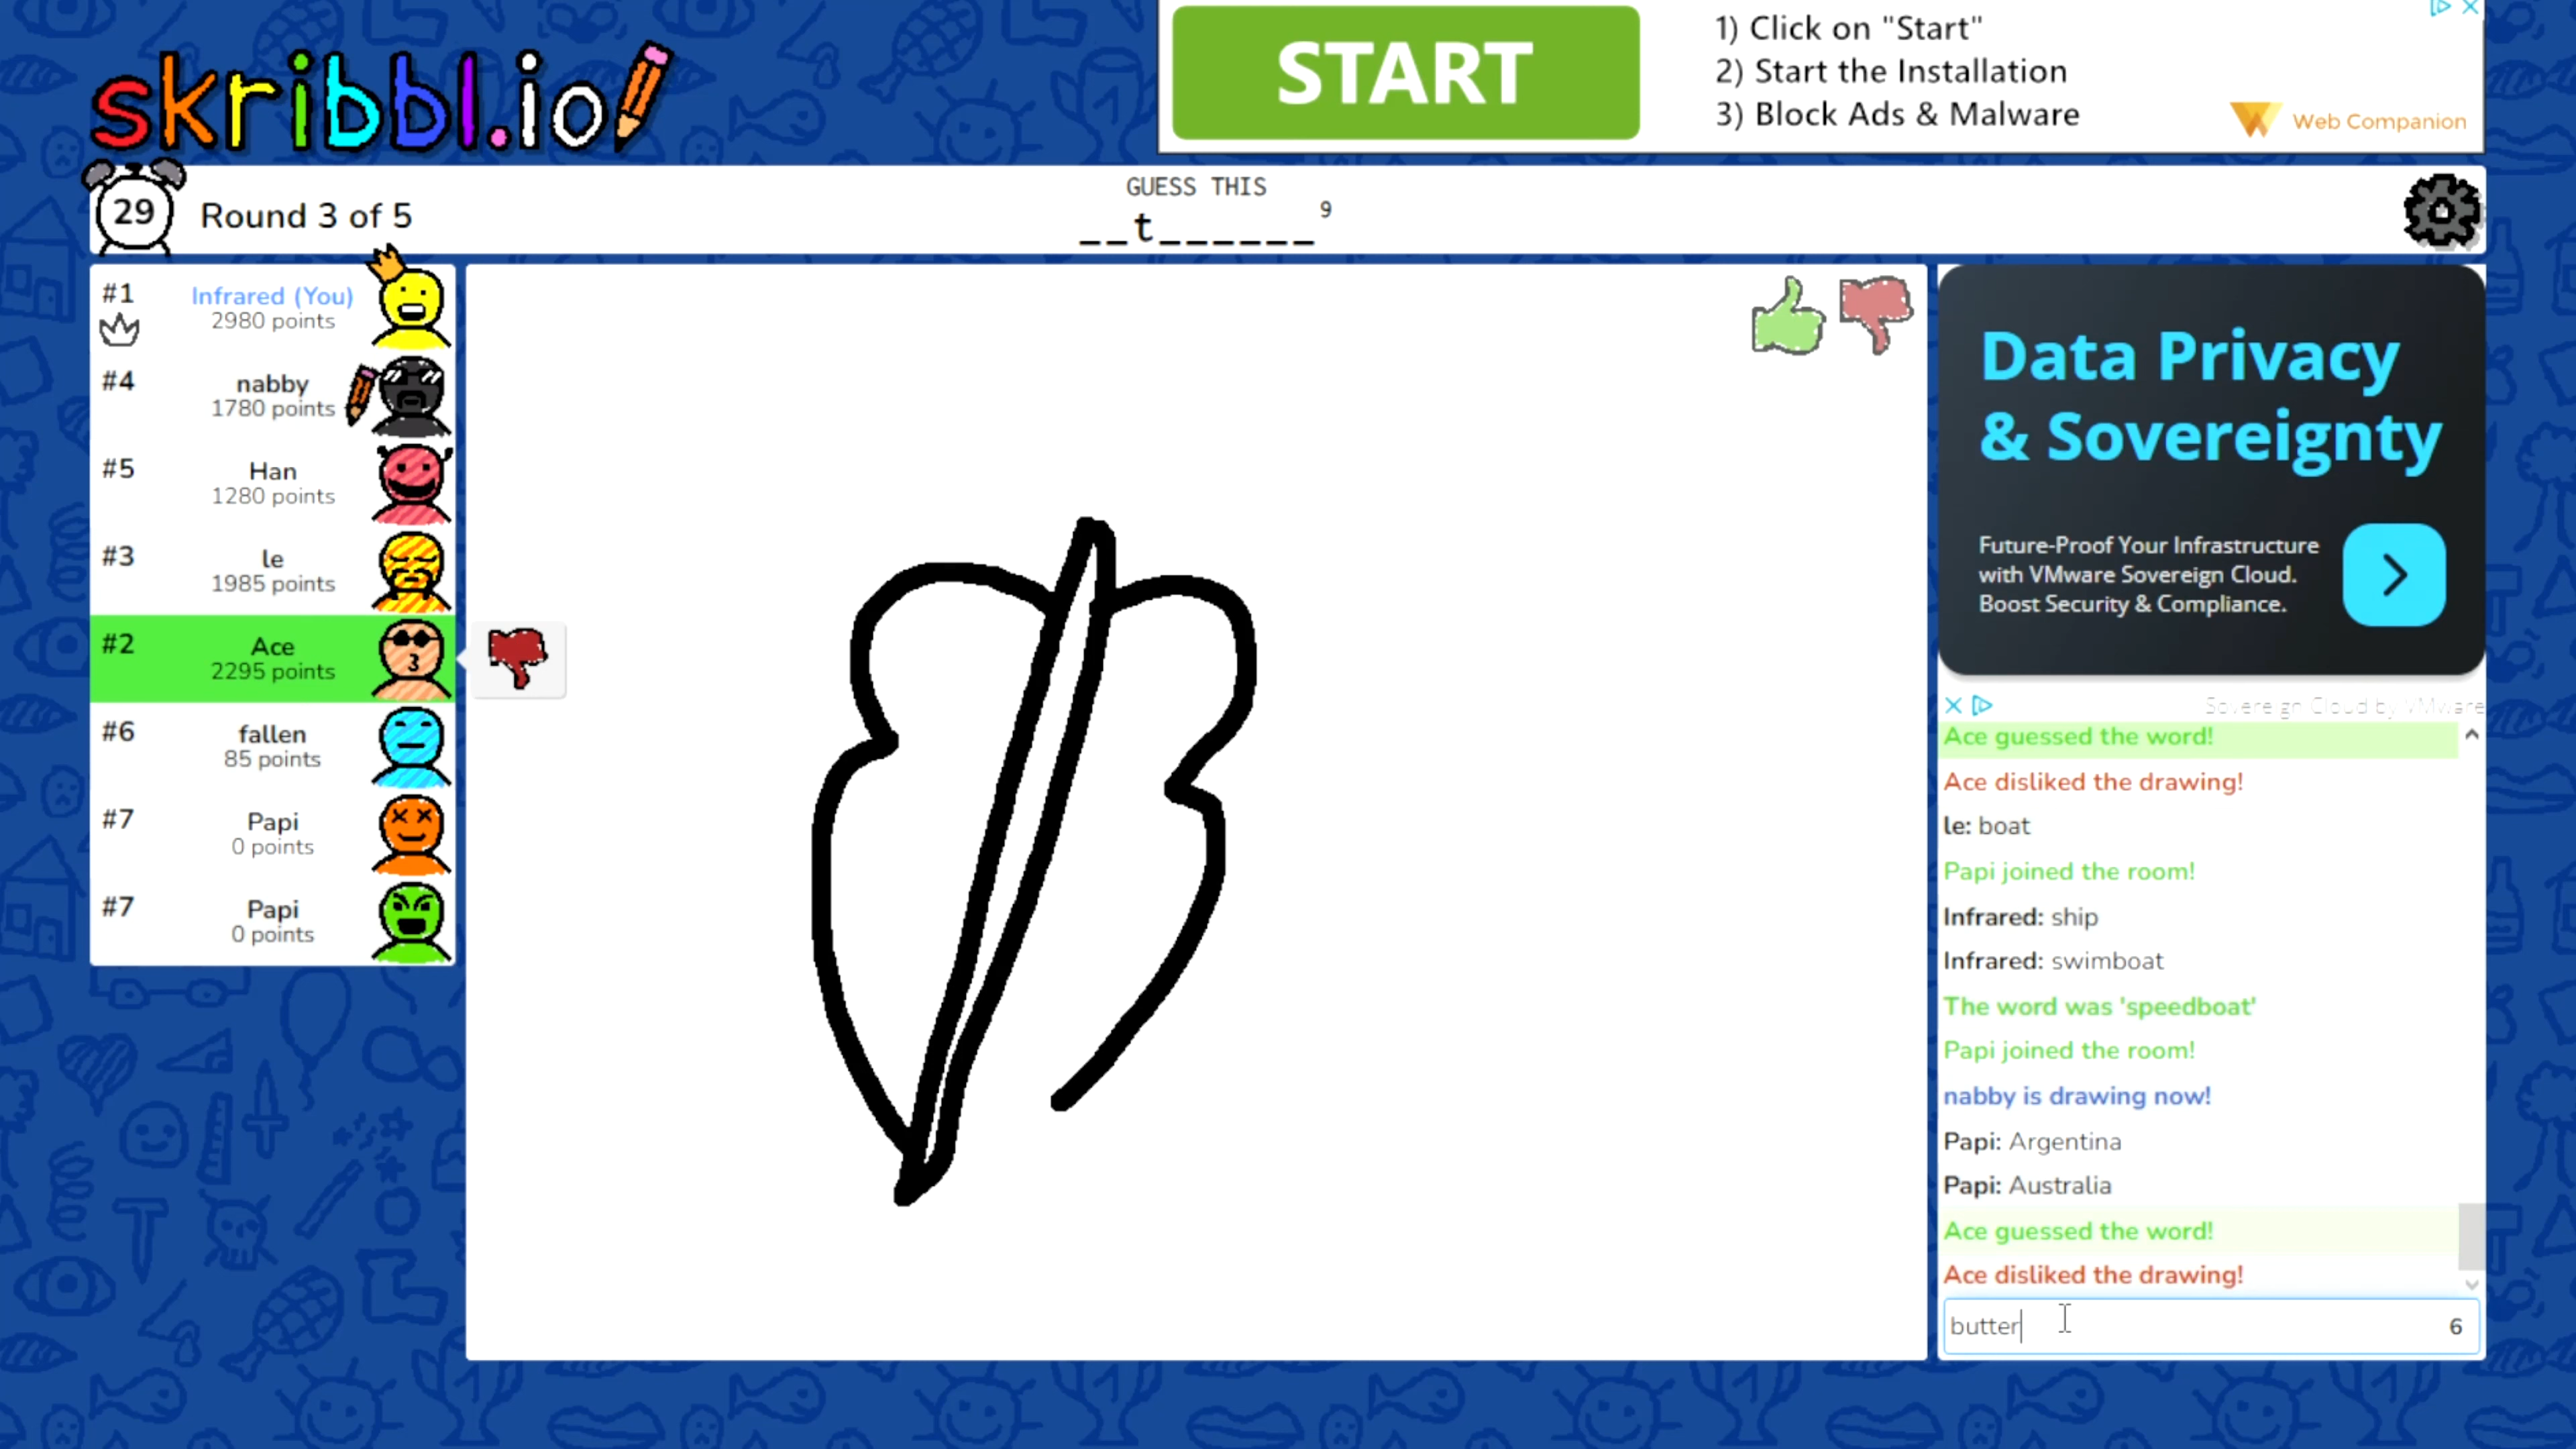 skribbl.io
START
1) Click on "Start"
2) Start the Installation
3) Block Ads & Malware
Web Companion
29
Round 3 of 5
GUESS THIS
__t______ 9
#1 Infrared (You)
2980 points
#4 nabby
1780 points
#5 Han
1280 points
#3 le
1985 points
#2 Ace
2295 points
#6 fallen
85 points
#7 Papi
0 points
#7 Papi
0 points
Data Privacy
& Sovereignty
Future-Proof Your Infrastructure
with VMware Sovereign Cloud.
Boost Security & Compliance.
Sovereign Cloud by VMware
Ace guessed the word!
Ace disliked the drawing!
le: boat
Papi joined the room!
Infrared: ship
Infrared: swimboat
The word was 'speedboat'
Papi joined the room!
nabby is drawing now!
Papi: Argentina
Papi: Australia
Ace guessed the word!
Ace disliked the drawing!
butter 6